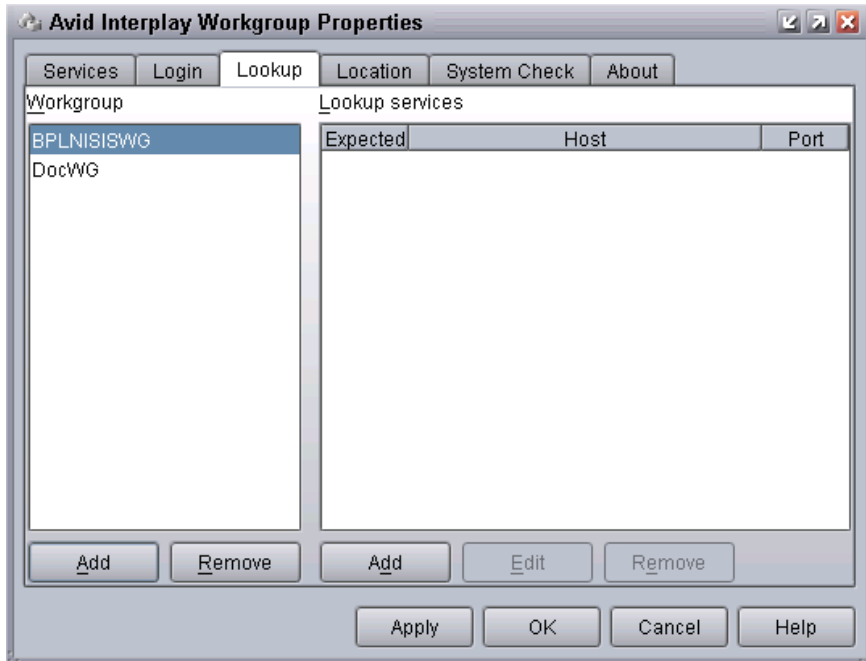 Avid Interplay Workgroup Properties
Services Login Lookup Location System Check About
Workgroup Lookup services
BPLNISISWG Expected Host Port
DocWG
Add Remove Add Edit Remove
Apply OK Cancel Help